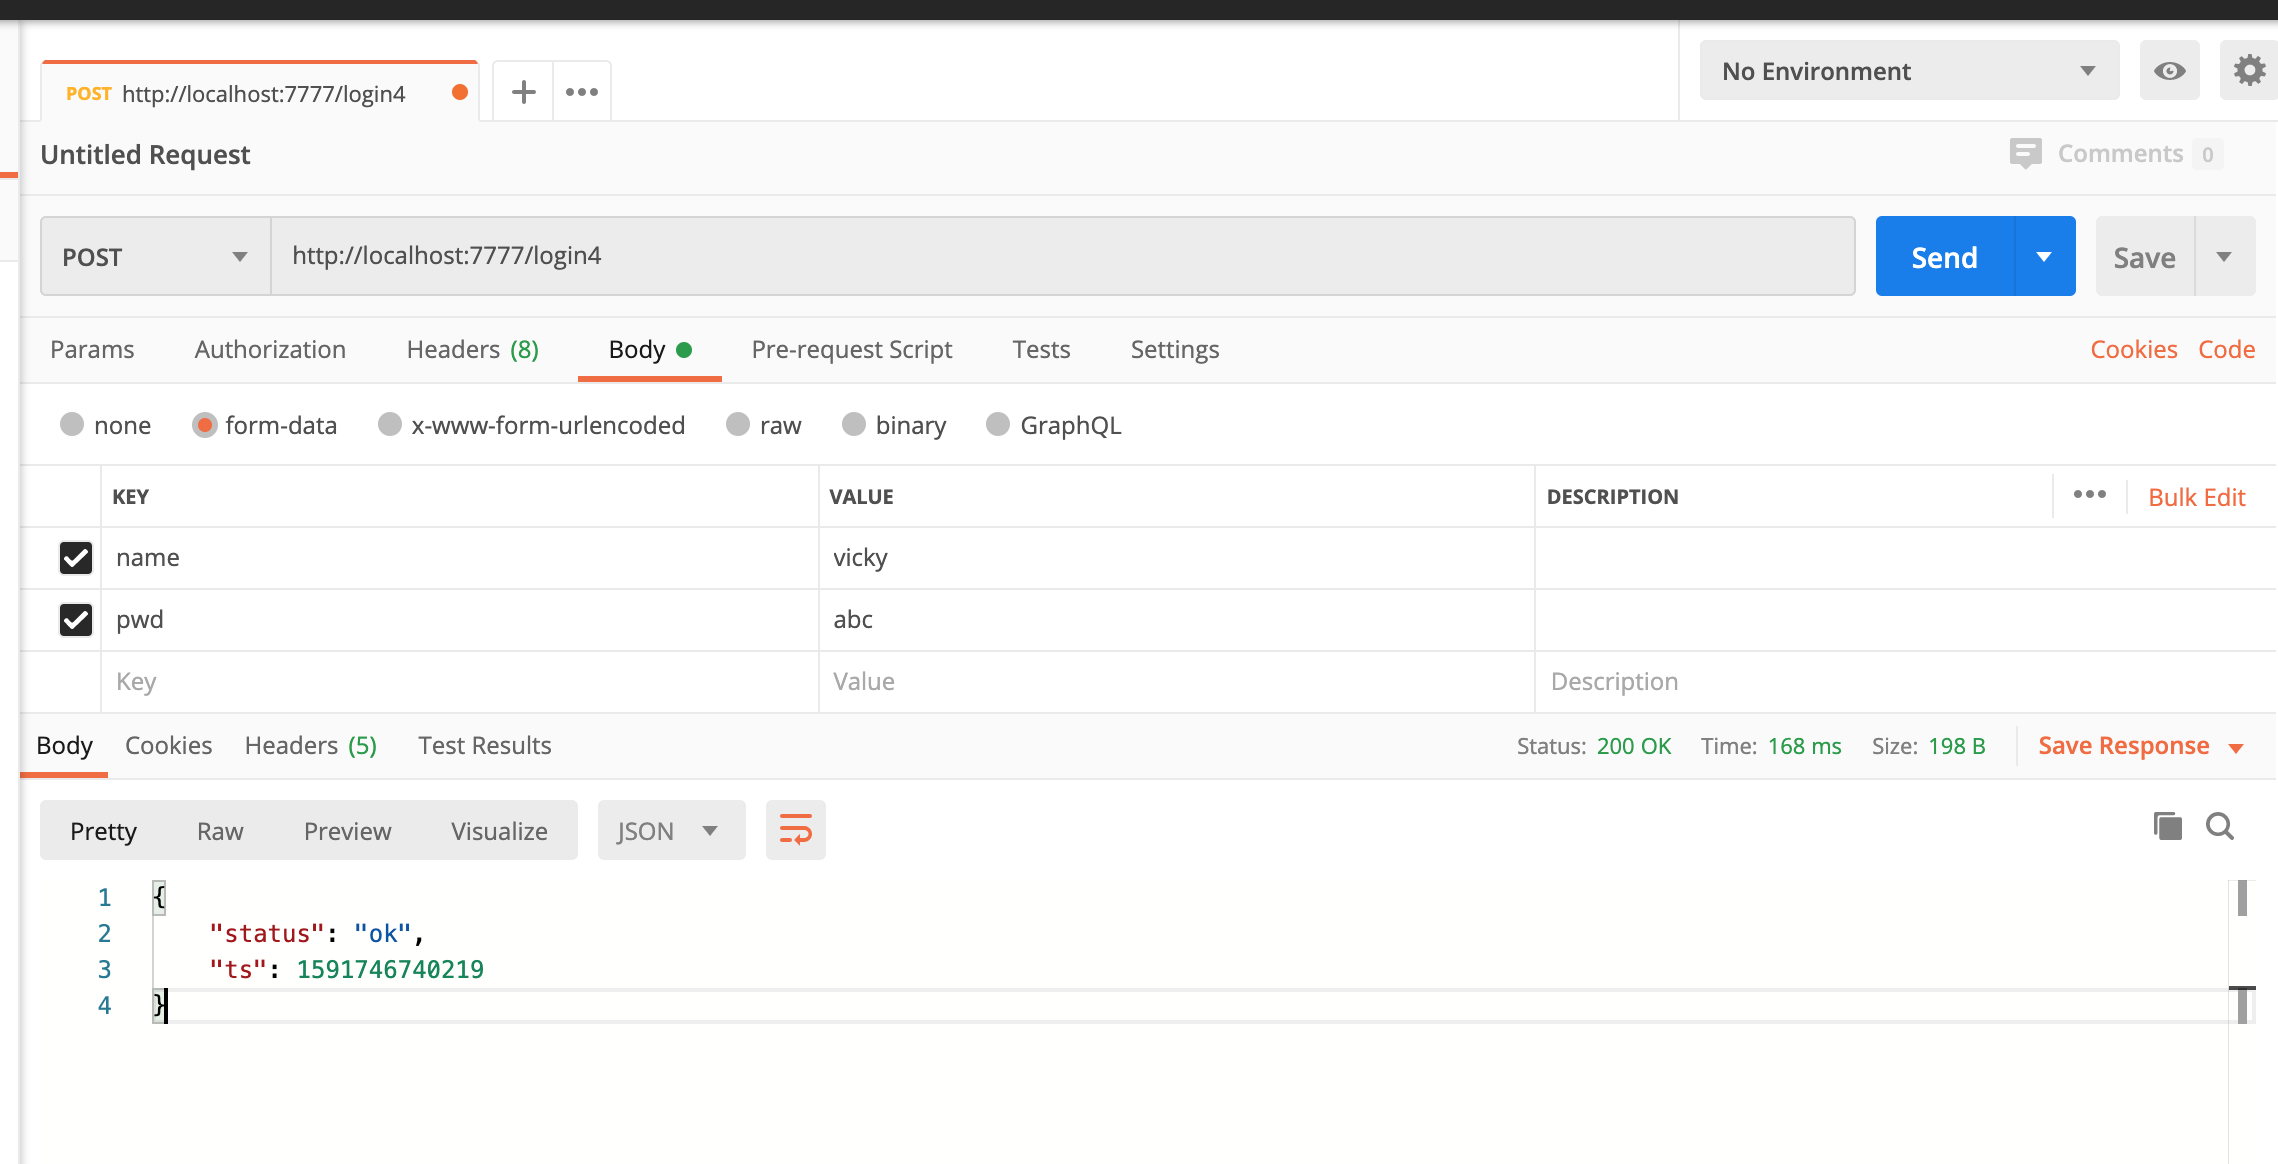 POST http://localhost:7777/login4
No Environment
Untitled Request
Comments 0
POST http://localhost:7777/login4 Send Save
Params Authorization Headers (8) Body Pre-request Script Tests Settings Cookies Code
none form-data x-www-form-urlencoded raw binary GraphQL
KEY VALUE DESCRIPTION Bulk Edit
name vicky
pwd abc
Key Value Description
Body Cookies Headers (5) Test Results Status: 200 OK Time: 168 ms Size: 198 B Save Response
Pretty Raw Preview Visualize JSON
1 {
2 "status": "ok",
3 "ts": 1591746740219
4 }